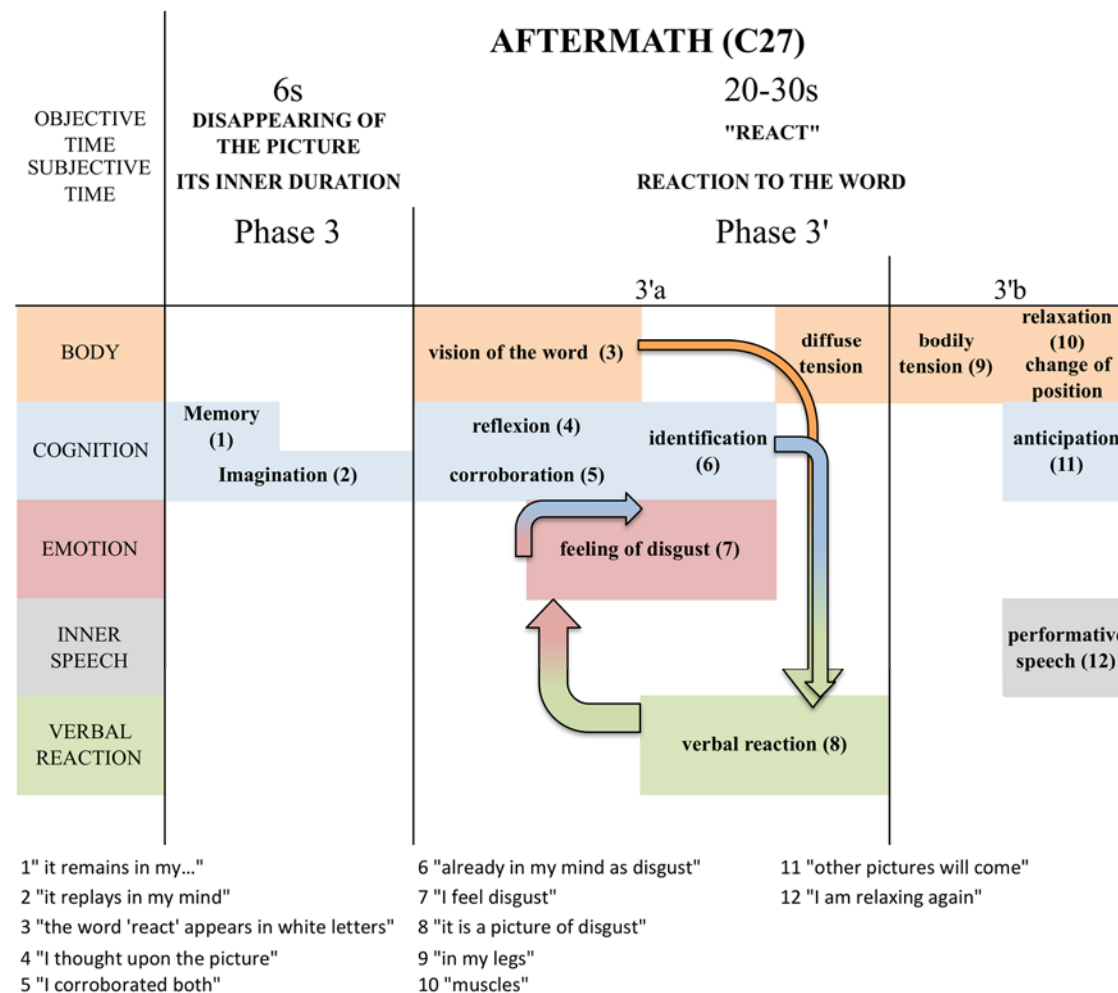 AFTERMATH (C27)
OBJECTIVE
TIME
SUBJECTIVE
TIME
6s
DISAPPEARING OF
THE PICTURE
ITS INNER DURATION
Phase 3
20-30s
"REACT"
REACTION TO THE WORD
Phase 3'
3'a
3'b
BODY
vision of the word (3)
diffuse
tension
bodily
tension (9)
relaxation
(10)
change of
position
COGNITION
Memory
(1)
Imagination (2)
reflexion (4)
corroboration (5)
identification
(6)
anticipation
(11)
EMOTION
feeling of disgust (7)
INNER
SPEECH
performative
speech (12)
VERBAL
REACTION
verbal reaction (8)
1" it remains in my..."
2 "it replays in my mind"
3 "the word 'react' appears in white letters"
4 "I thought upon the picture"
5 "I corroborated both"
6 "already in my mind as disgust"
7 "I feel disgust"
8 "it is a picture of disgust"
9 "in my legs"
10 "muscles"
11 "other pictures will come"
12 "I am relaxing again"